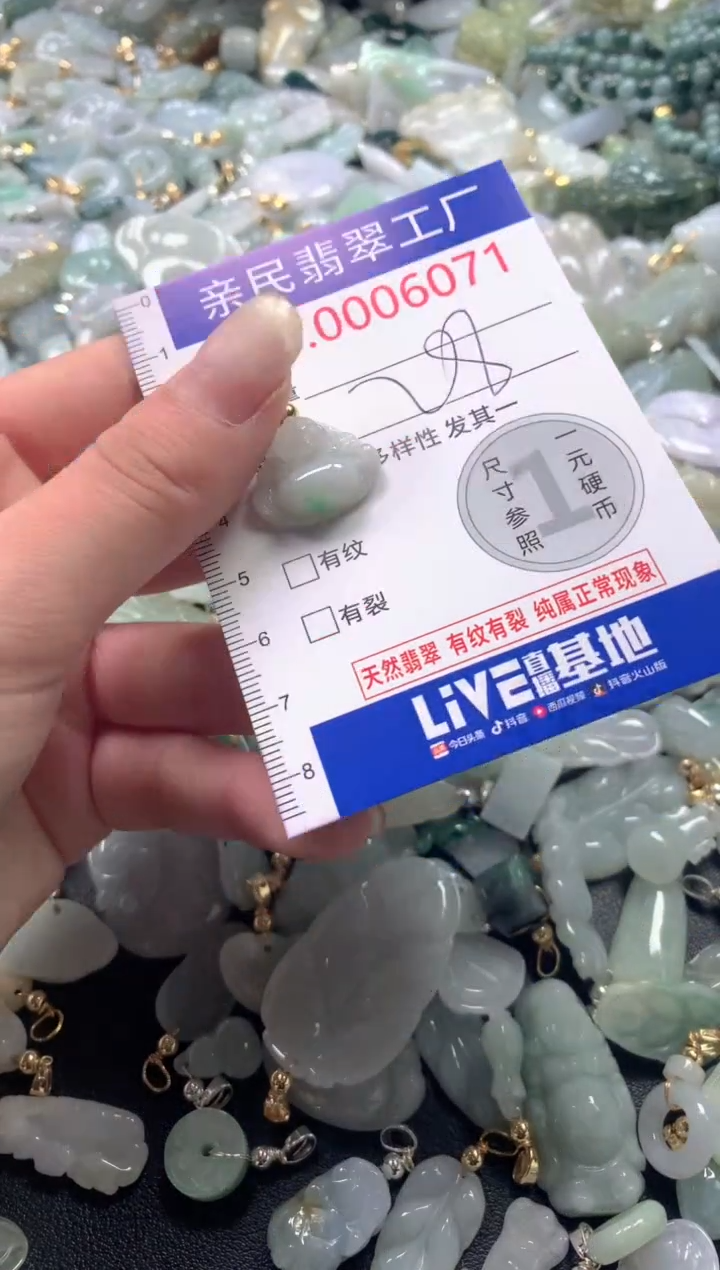 亲民翡翠工厂
.0006071
28
多样性 发其一
一元硬币
尺寸参照
1
有纹
有裂
天然翡翠 有纹有裂 纯属正常现象
LiVE直播基地
今日头条 抖音 西瓜视频 抖音火山版
0
1
4
5
6
7
8